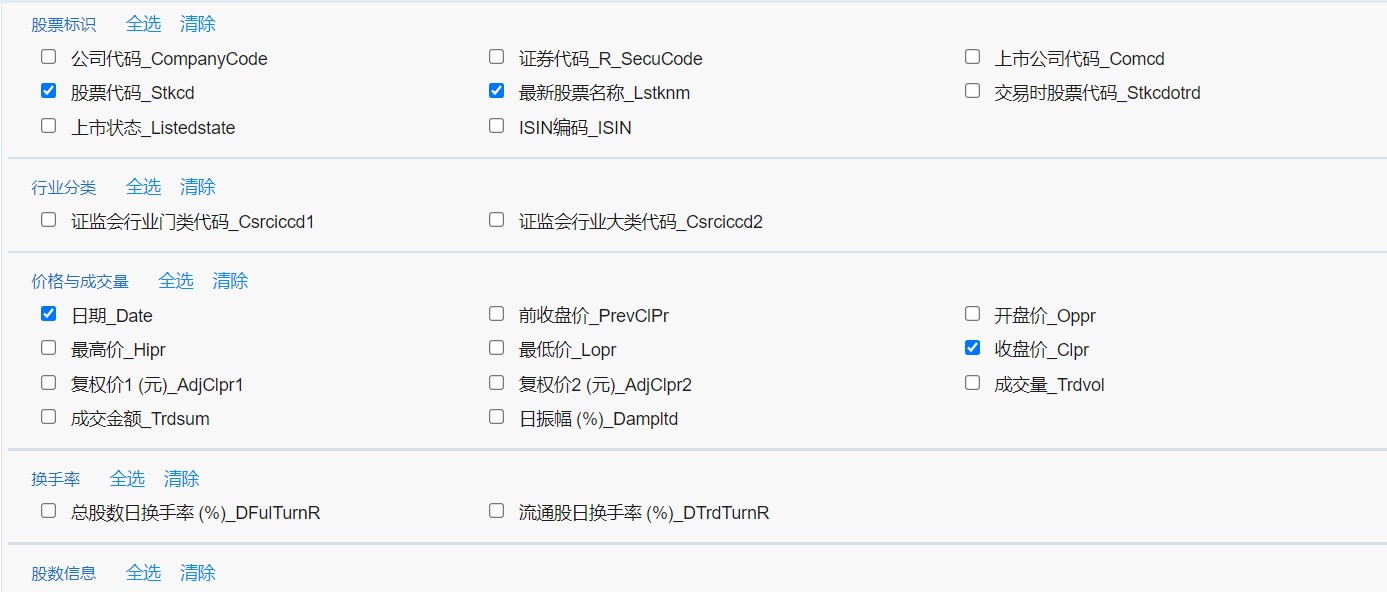 股票标识 全选 清除
公司代码_CompanyCode 证券代码_R_SecuCode 上市公司代码_Comcd
股票代码_Stkcd 最新股票名称_Lstknm 交易时股票代码_Stkcdotrd
上市状态_Listedstate ISIN编码_ISIN
行业分类 全选 清除
证监会行业门类代码_Csrciccd1 证监会行业大类代码_Csrciccd2
价格与成交量 全选 清除
日期_Date 前收盘价_PrevClPr 开盘价_Oppr
最高价_Hipr 最低价_Lopr 收盘价_Clpr
复权价1 (元)_AdjClpr1 复权价2 (元)_AdjClpr2 成交量_Trdvol
成交金额_Trdsum 日振幅 (%)_Dampltd
换手率 全选 清除
总股数日换手率 (%)_DFulTurnR 流通股日换手率 (%)_DTrdTurnR
股数信息 全选 清除